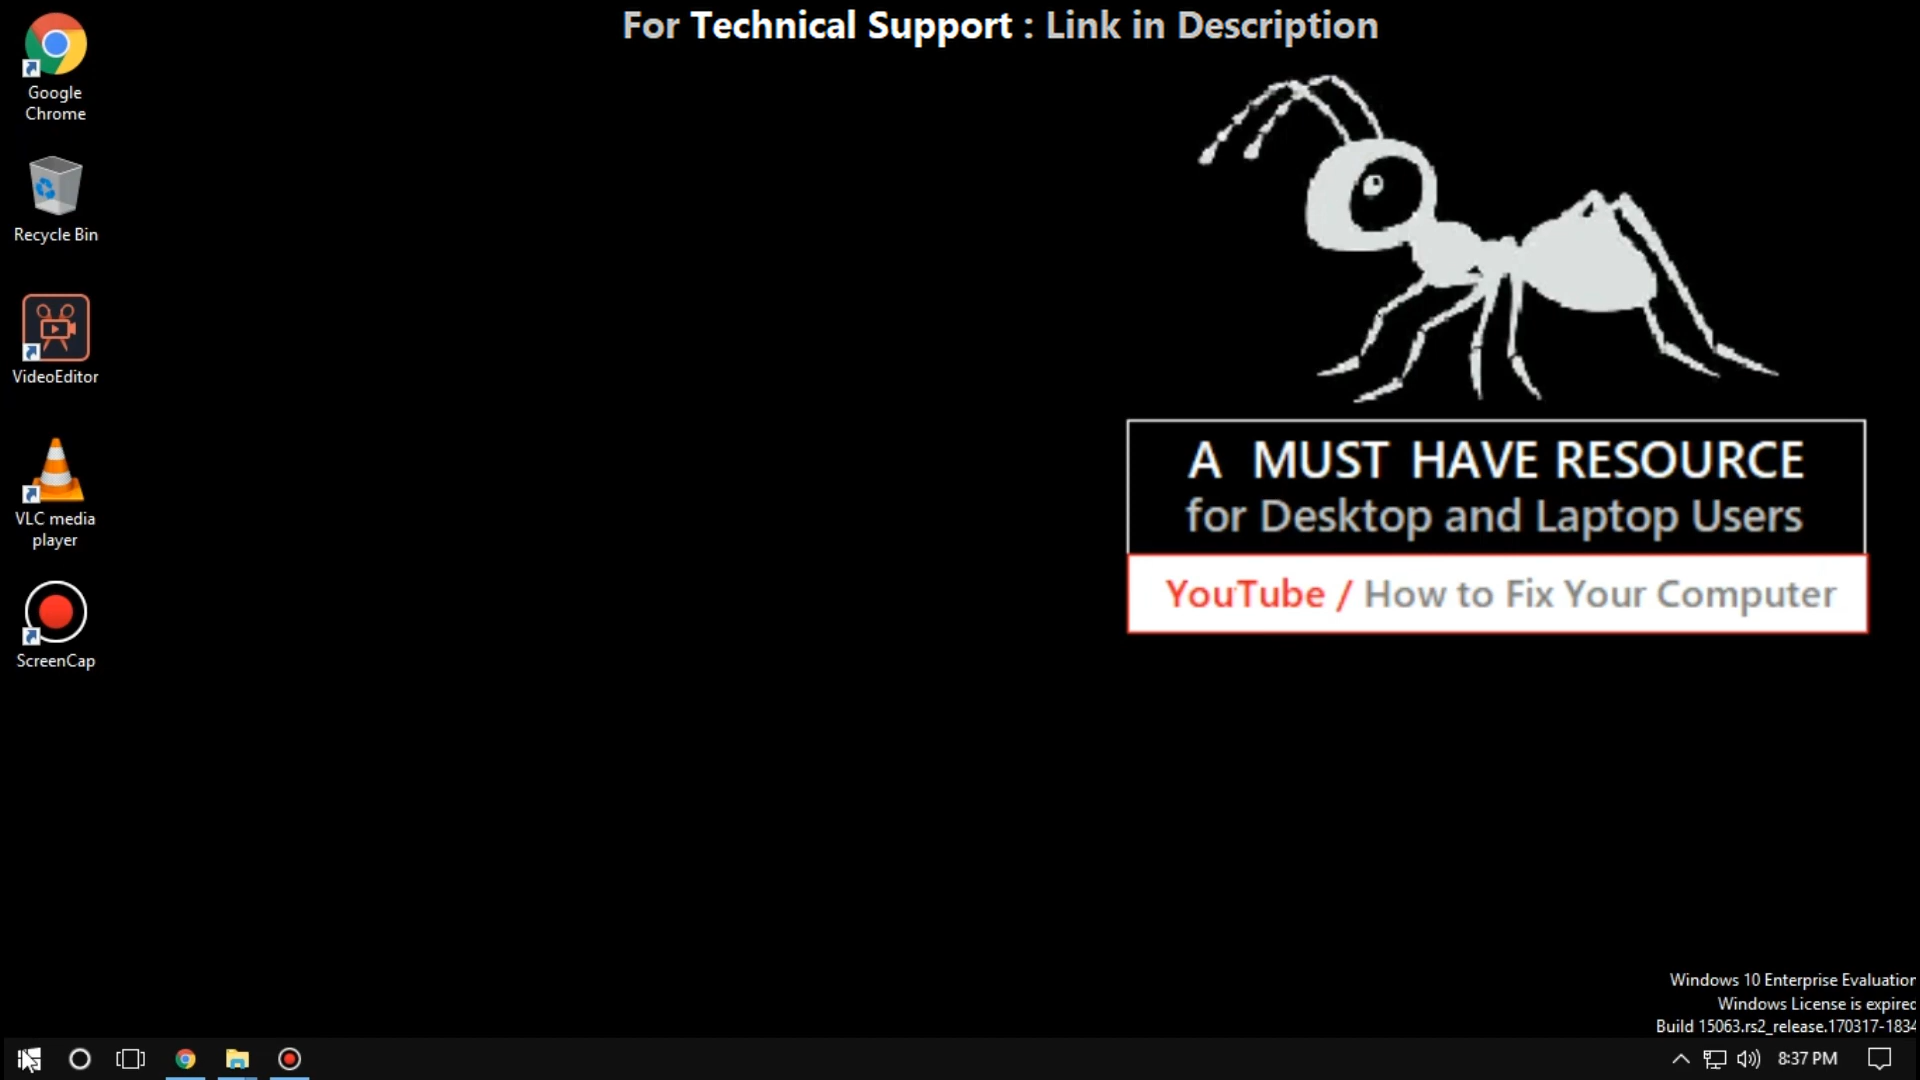 For Technical Support : Link in Description
Google
Chrome
Recycle Bin
VideoEditor
VLC media
player
ScreenCap
A MUST HAVE RESOURCE
for Desktop and Laptop Users
YouTube / How to Fix Your Computer
Windows 10 Enterprise Evaluation
Windows License is expired
Build 15063.rs2_release.170317-1834
8:37 PM